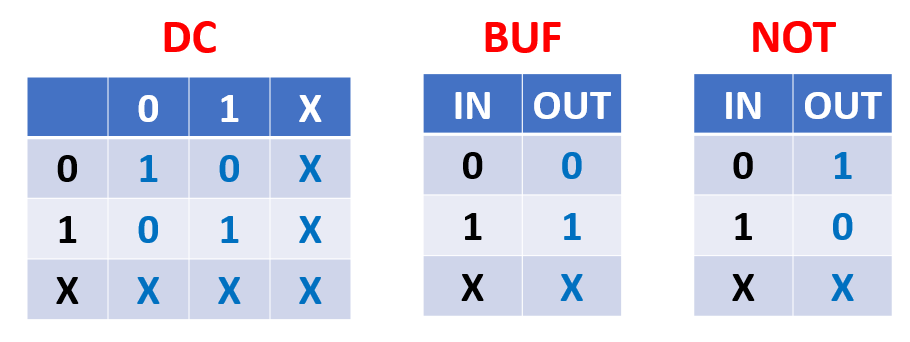 DC BUF NOT
0 1 X IN OUT IN OUT
0 1 0 X 0 0 0 1
1 0 1 X 1 1 1 0
X X X X X X X X